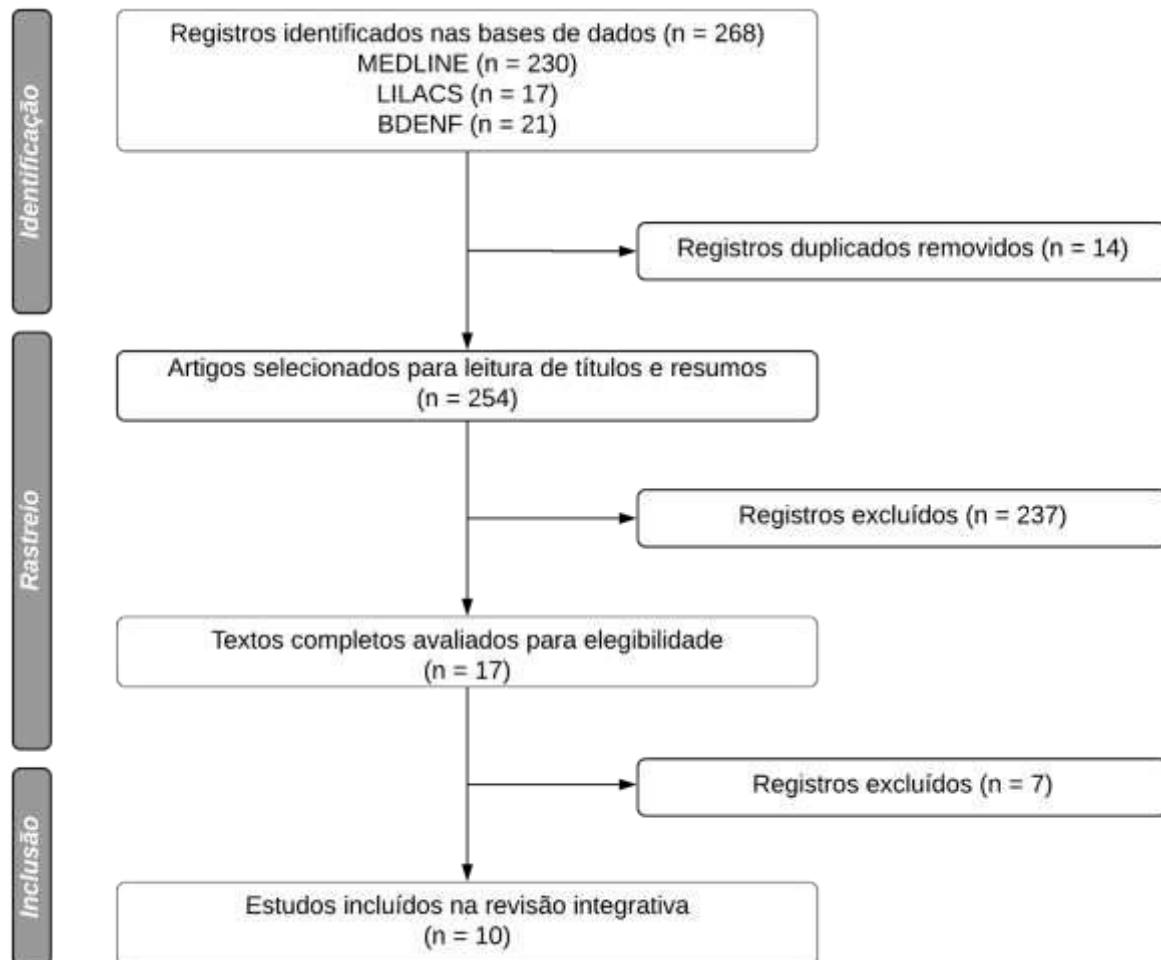 Identificação
Registros identificados nas bases de dados (n = 268)
MEDLINE (n = 230)
LILACS (n = 17)
BDENF (n = 21)
Registros duplicados removidos (n = 14)
Rastreio
Artigos selecionados para leitura de títulos e resumos
(n = 254)
Registros excluídos (n = 237)
Textos completos avaliados para elegibilidade
(n = 17)
Inclusão
Registros excluídos (n = 7)
Estudos incluídos na revisão integrativa
(n = 10)